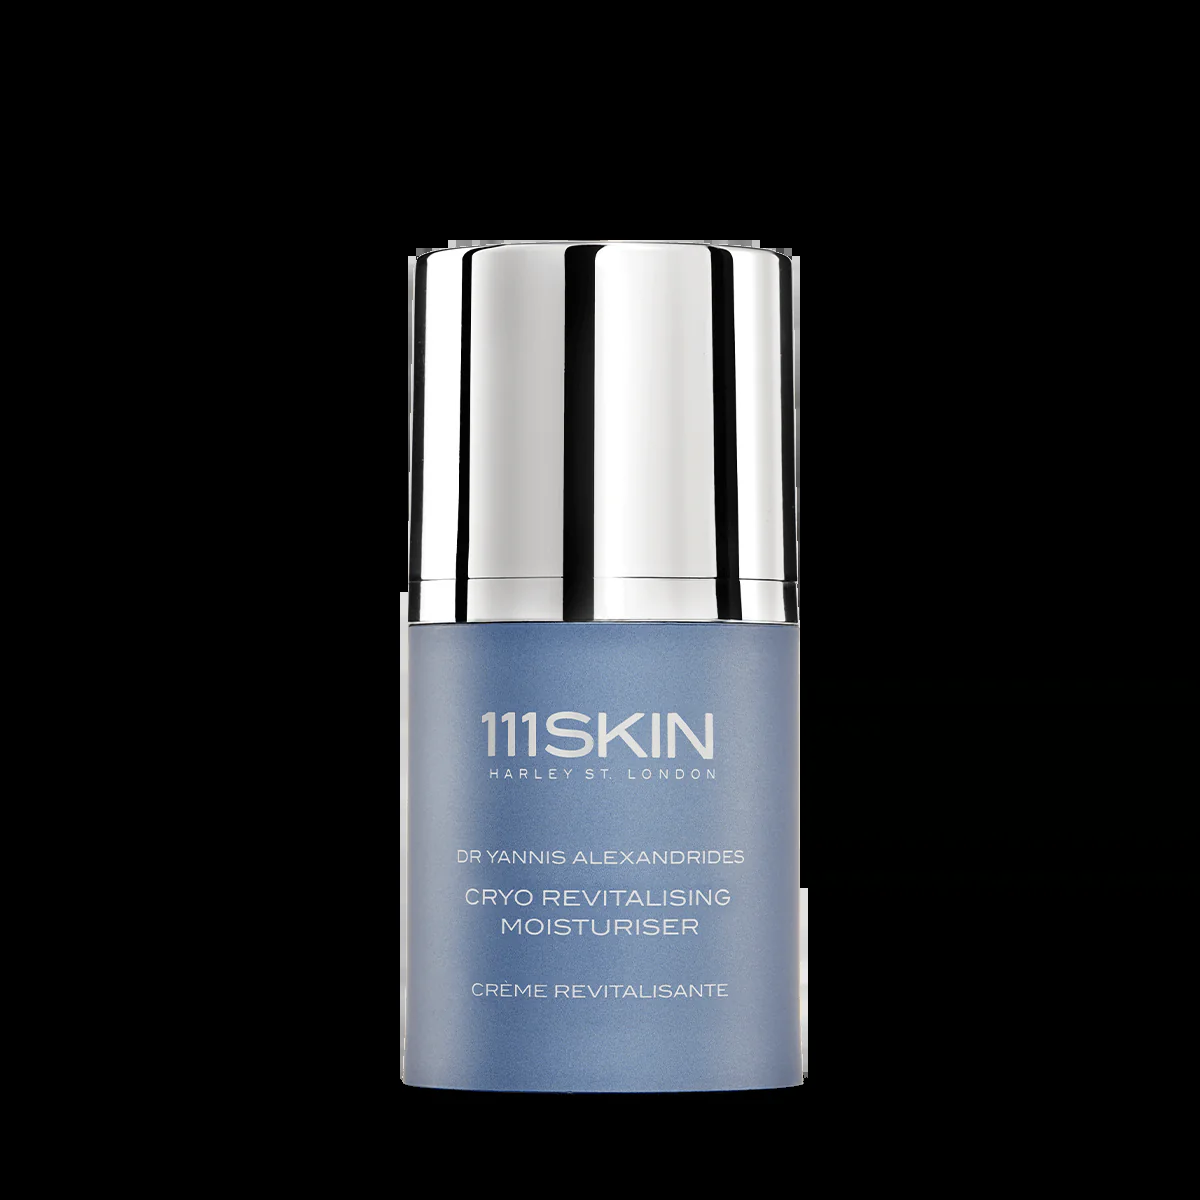 111SKIN
HARLEY ST. LONDON
DR YANNIS ALEXANDRIDES
CRYO REVITALISING
MOISTURISER
CRÈME REVITALISANTE